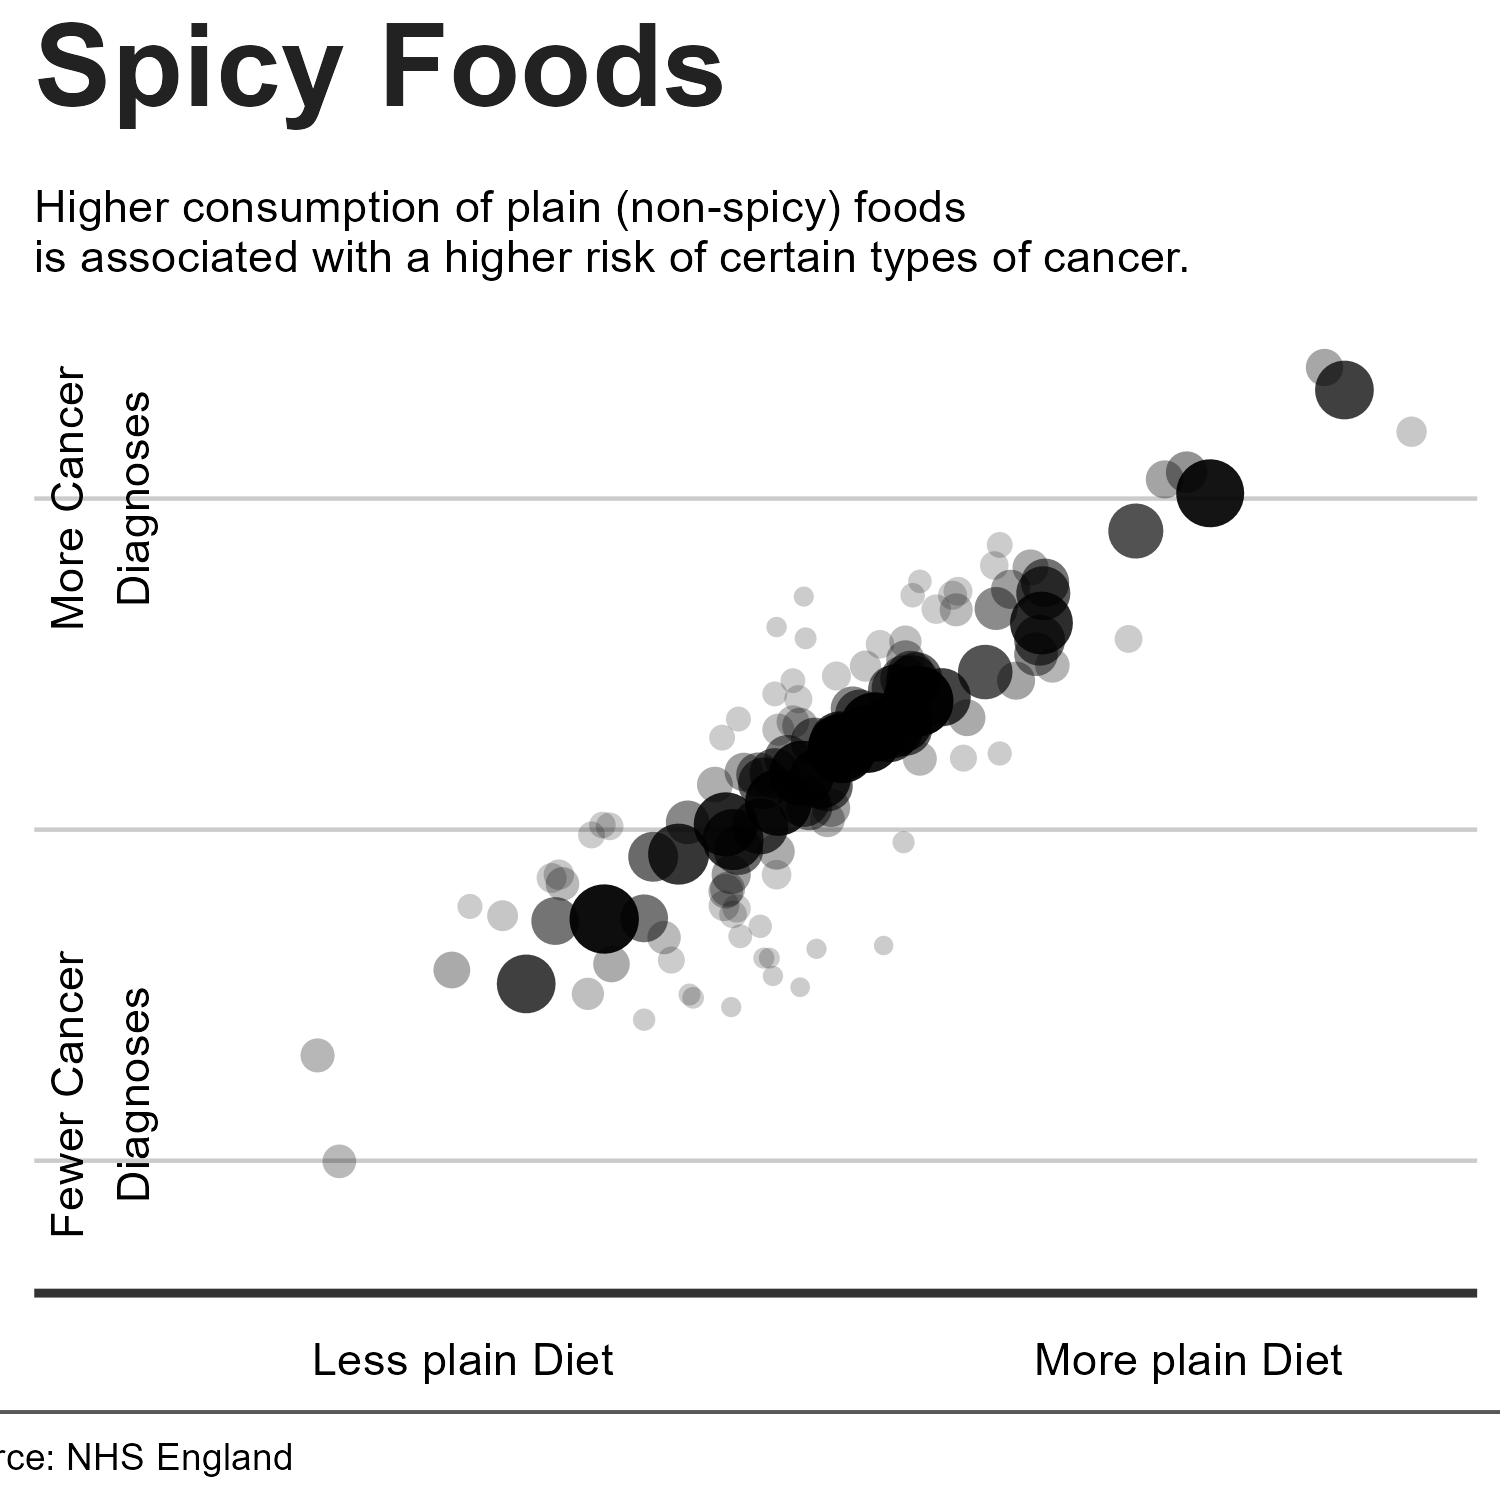 Spicy Foods
Higher consumption of plain (non-spicy) foods
is associated with a higher risk of certain types of cancer.
More Cancer
Diagnoses
Fewer Cancer
Diagnoses
Less plain Diet
More plain Diet
rce: NHS England